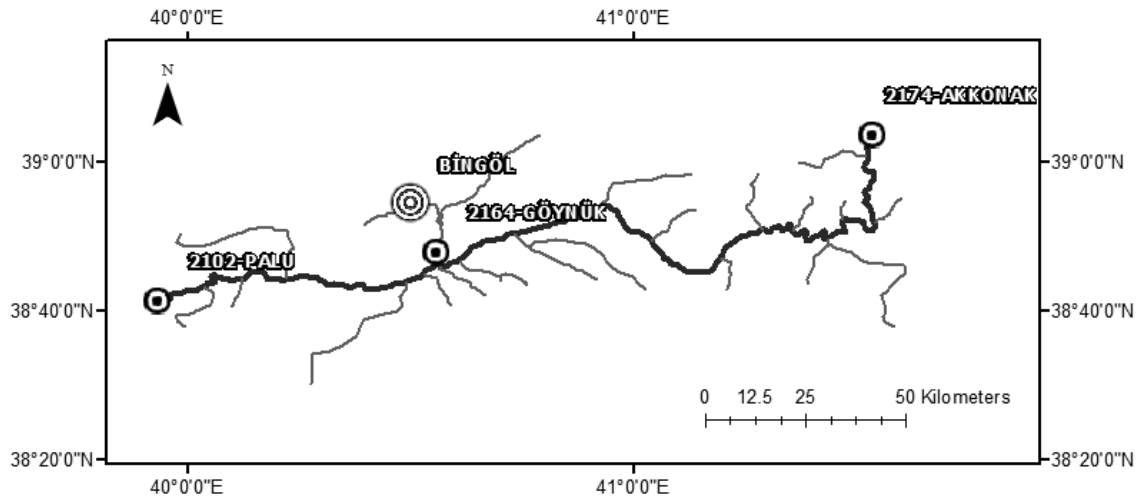 40°0'0"E 41°0'0"E
N
2174-AKKONAK
39°0'0"N 39°0'0"N
BİNGÖL
2164-GÖYNÜK
2102-PALU
38°40'0"N 38°40'0"N
0 12.5 25 50 Kilometers
38°20'0"N 38°20'0"N
40°0'0"E 41°0'0"E